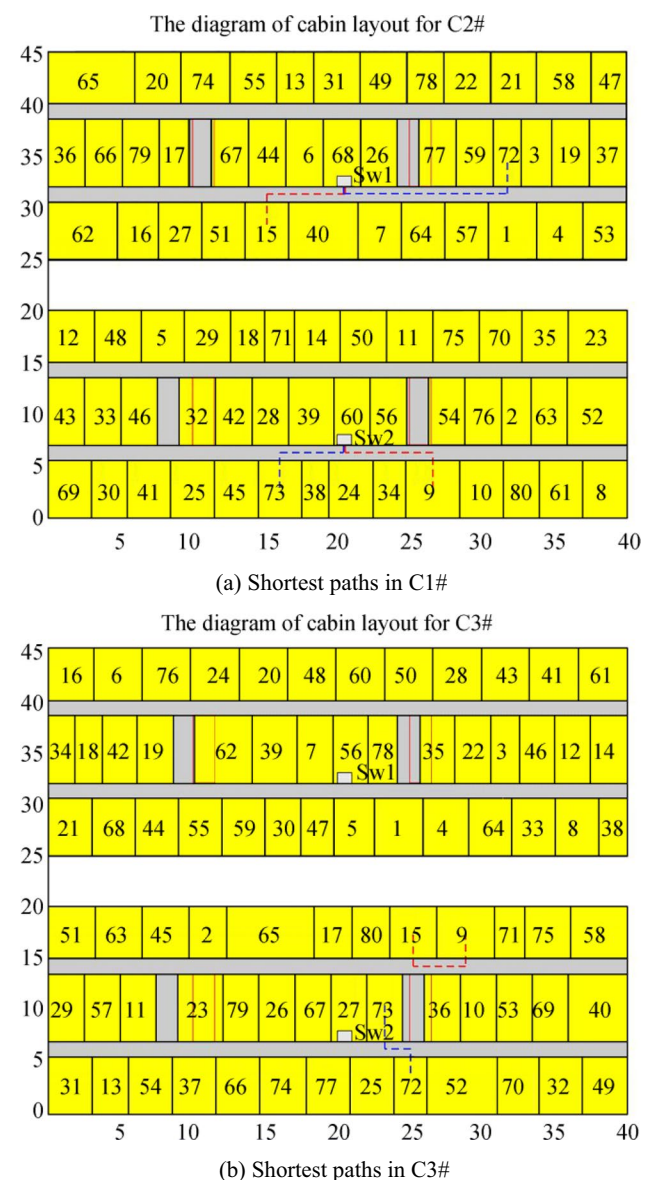 The diagram of cabin layout for C2#
45
65 20 74 55 13 31 49 78 22 21 58 47
40
36 66 79 17 67 44 6 68 26 77 59 72 3 19 37
35
Sw1
30
62 16 27 51 15 40 7 64 57 1 4 53
25
20
12 48 5 29 18 71 14 50 11 75 70 35 23
15
43 33 46 32 42 28 39 60 56 54 76 2 63 52
10
Sw2
5
69 30 41 25 45 73 38 24 34 9 10 80 61 8
0
5 10 15 20 25 30 35 40
(a) Shortest paths in C1#
The diagram of cabin layout for C3#
45
16 6 76 24 20 48 60 50 28 43 41 61
40
34 18 42 19 62 39 7 56 78 35 22 3 46 12 14
35
Sw1
30
21 68 44 55 59 30 47 5 1 4 64 33 8 38
25
20
51 63 45 2 65 17 80 15 9 71 75 58
15
29 57 11 23 79 26 67 27 73 36 10 53 69 40
10
Sw2
5
31 13 54 37 66 74 77 25 72 52 70 32 49
0
5 10 15 20 25 30 35 40
(b) Shortest paths in C3#